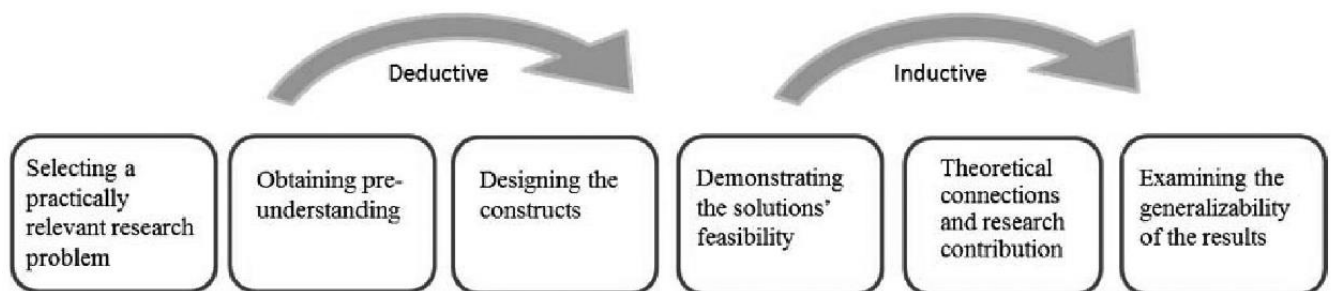 Deductive
Inductive
Selecting a
practically
relevant research
problem
Obtaining pre-
understanding
Designing the
constructs
Demonstrating
the solutions’
feasibility
Theoretical
connections
and research
contribution
Examining the
generalizability
of the results